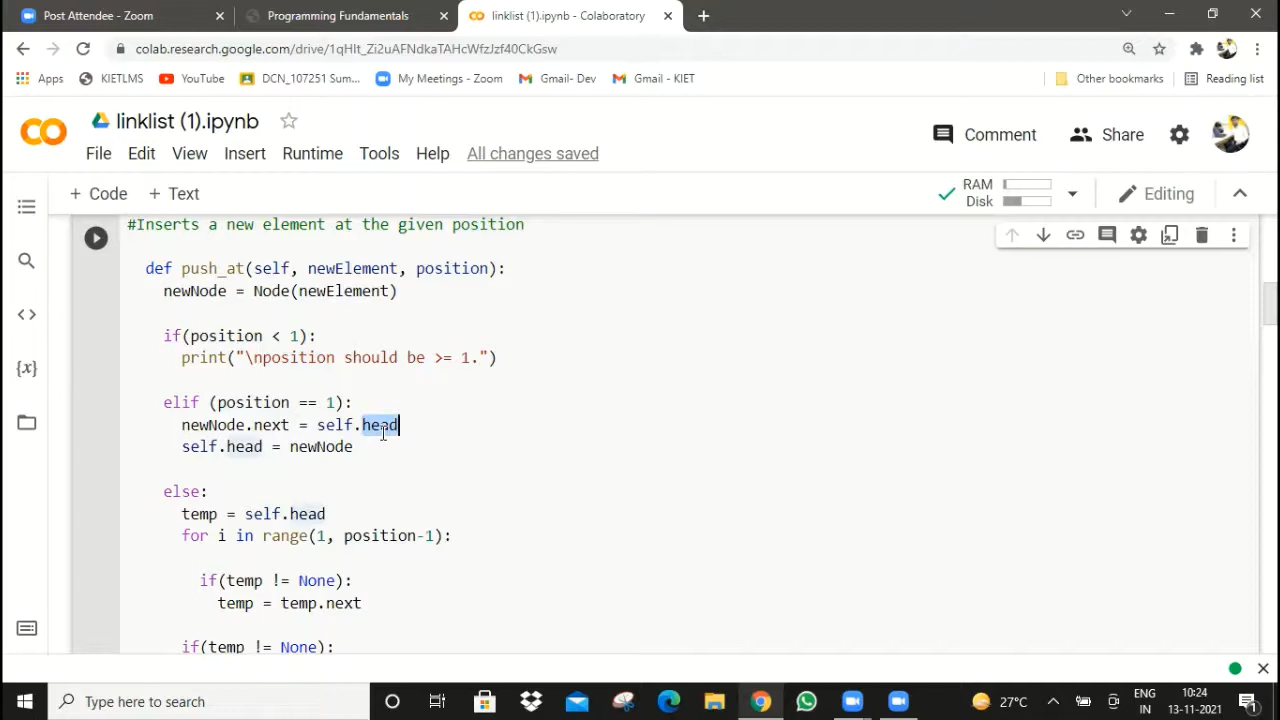 Post Attendee - Zoom
Programming Fundamentals
linklist (1).ipynb - Colaboratory
colab.research.google.com/drive/1qHlt_Zi2uAFNdkaTAHcWfzJzf40CkGsw
Apps
KIETLMS
YouTube
DCN_107251 Sum...
My Meetings - Zoom
Gmail- Dev
Gmail - KIET
Other bookmarks
Reading list
linklist (1).ipynb
Comment
Share
File Edit View Insert Runtime Tools Help All changes saved
+ Code + Text
RAM
Disk
Editing
#Inserts a new element at the given position
def push_at(self, newElement, position):
newNode = Node(newElement)
if(position < 1):
print("\nposition should be >= 1.")
elif (position == 1):
newNode.next = self.head
self.head = newNode
else:
temp = self.head
for i in range(1, position-1):
if(temp != None):
temp = temp.next
if(temp != None):
Type here to search
27°C
ENG
IN
10:24
13-11-2021
1